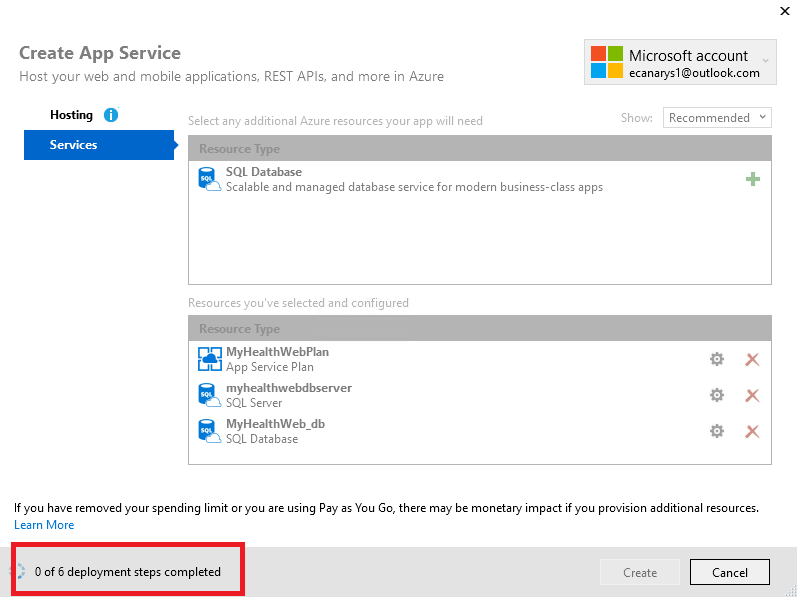 Create App Service
Host your web and mobile applications, REST APIs, and more in Azure
Microsoft account
ecanarys1@outlook.com
Hosting
Services
Select any additional Azure resources your app will need
Show: Recommended
Resource Type
SQL Database
Scalable and managed database service for modern business-class apps
Resources you've selected and configured
Resource Type
MyHealthWebPlan
App Service Plan
myhealthwebdbserver
SQL Server
MyHealthWeb_db
SQL Database
If you have removed your spending limit or you are using Pay as You Go, there may be monetary impact if you provision additional resources.
Learn More
0 of 6 deployment steps completed
Create
Cancel